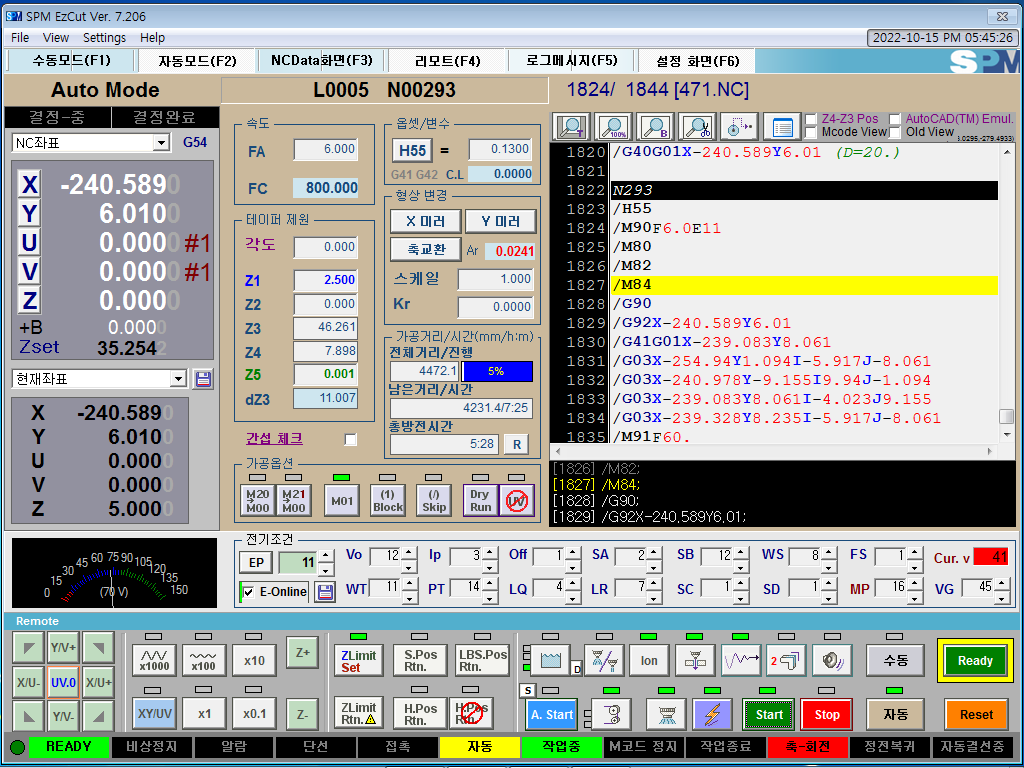 SPM EzCut Ver. 7.206
File View Settings Help
2022-10-15 PM 05:45:26
수동모드(F1) 자동모드(F2) NCData화면(F3) 리모트(F4) 로그메시지(F5) 설정 화면(F6)
SPM
Auto Mode
L0005 N00293
1824/ 1844 [471.NC]
결정-중 결정완료
NC좌표 G54
X -240.5890
Y 6.0100
U 0.0000 #1
V 0.0000 #1
Z 0.0000
+B 0.0000
Zset 35.2542
현재좌표
X -240.5890
Y 6.0100
U 0.0000
V 0.0000
Z 5.0000
속도
FA 6.000
FC 800.000
테이퍼 제원
각도 0.000
Z1 2.500
Z2 0.000
Z3 46.261
Z4 7.898
Z5 0.001
dZ3 11.007
간섭 체크
옵셋/변수
H55 = 0.1300
G41 G42 C.L 0.0000
형상 변경
X 미러 Y 미러
축교환 Ar 0.0241
스케일 1.000
Kr 0.0000
가공거리/시간(mm/h:m)
전체거리/진행
4472.1 5%
남은거리/시간
4231.4/7:25
총방전시간
5:28 R
가공옵션
M20 M00 M21 M00 M01 (1) Block (/) Skip Dry Run UV
T 100% B
Z4-Z3 Pos AutoCAD(TM) Emul.
Mcode View Old View
1820 /G40G01X-240.589Y6.01 (D=20.)
1821
1822 N293
1823 /H55
1824 /M90F6.0E11
1825 /M80
1826 /M82
1827 /M84
1828 /G90
1829 /G92X-240.589Y6.01
1830 /G41G01X-239.083Y8.061
1831 /G03X-254.94Y1.094I-5.917J-8.061
1832 /G03X-240.978Y-9.155I9.94J-1.094
1833 /G03X-239.083Y8.061I-4.023J9.155
1834 /G03X-239.328Y8.235I-5.917J-8.061
1835 /M91F60.
[1826] /M82;
[1827] /M84;
[1828] /G90;
[1829] /G92X-240.589Y6.01;
0 15 30 45 60 75 90 105 120 135 150
(70 V)
전기조건
EP 11 Vo 12 Ip 3 Off 1 SA 2 SB 12 WS 8 FS 1 Cur. v 41
E-Online WT 11 PT 14 LQ 4 LR 7 SC 1 SD 1 MP 16 VG 45
Remote
Y/V+ x1000 x100 x10 Z+ ZLimit Set S.Pos Rtn. LBS.Pos Rtn. D Ion 2 수동 Ready
X/U- UV.0 X/U+
Y/V- XY/UV x1 x0.1 Z- ZLimit Rtn. H.Pos Rtn. S A. Start Start Stop 자동 Reset
READY 비상정지 알람 단선 접촉 자동 작업중 M코드 정지 작업종료 축-회전 정전복귀 자동결선중